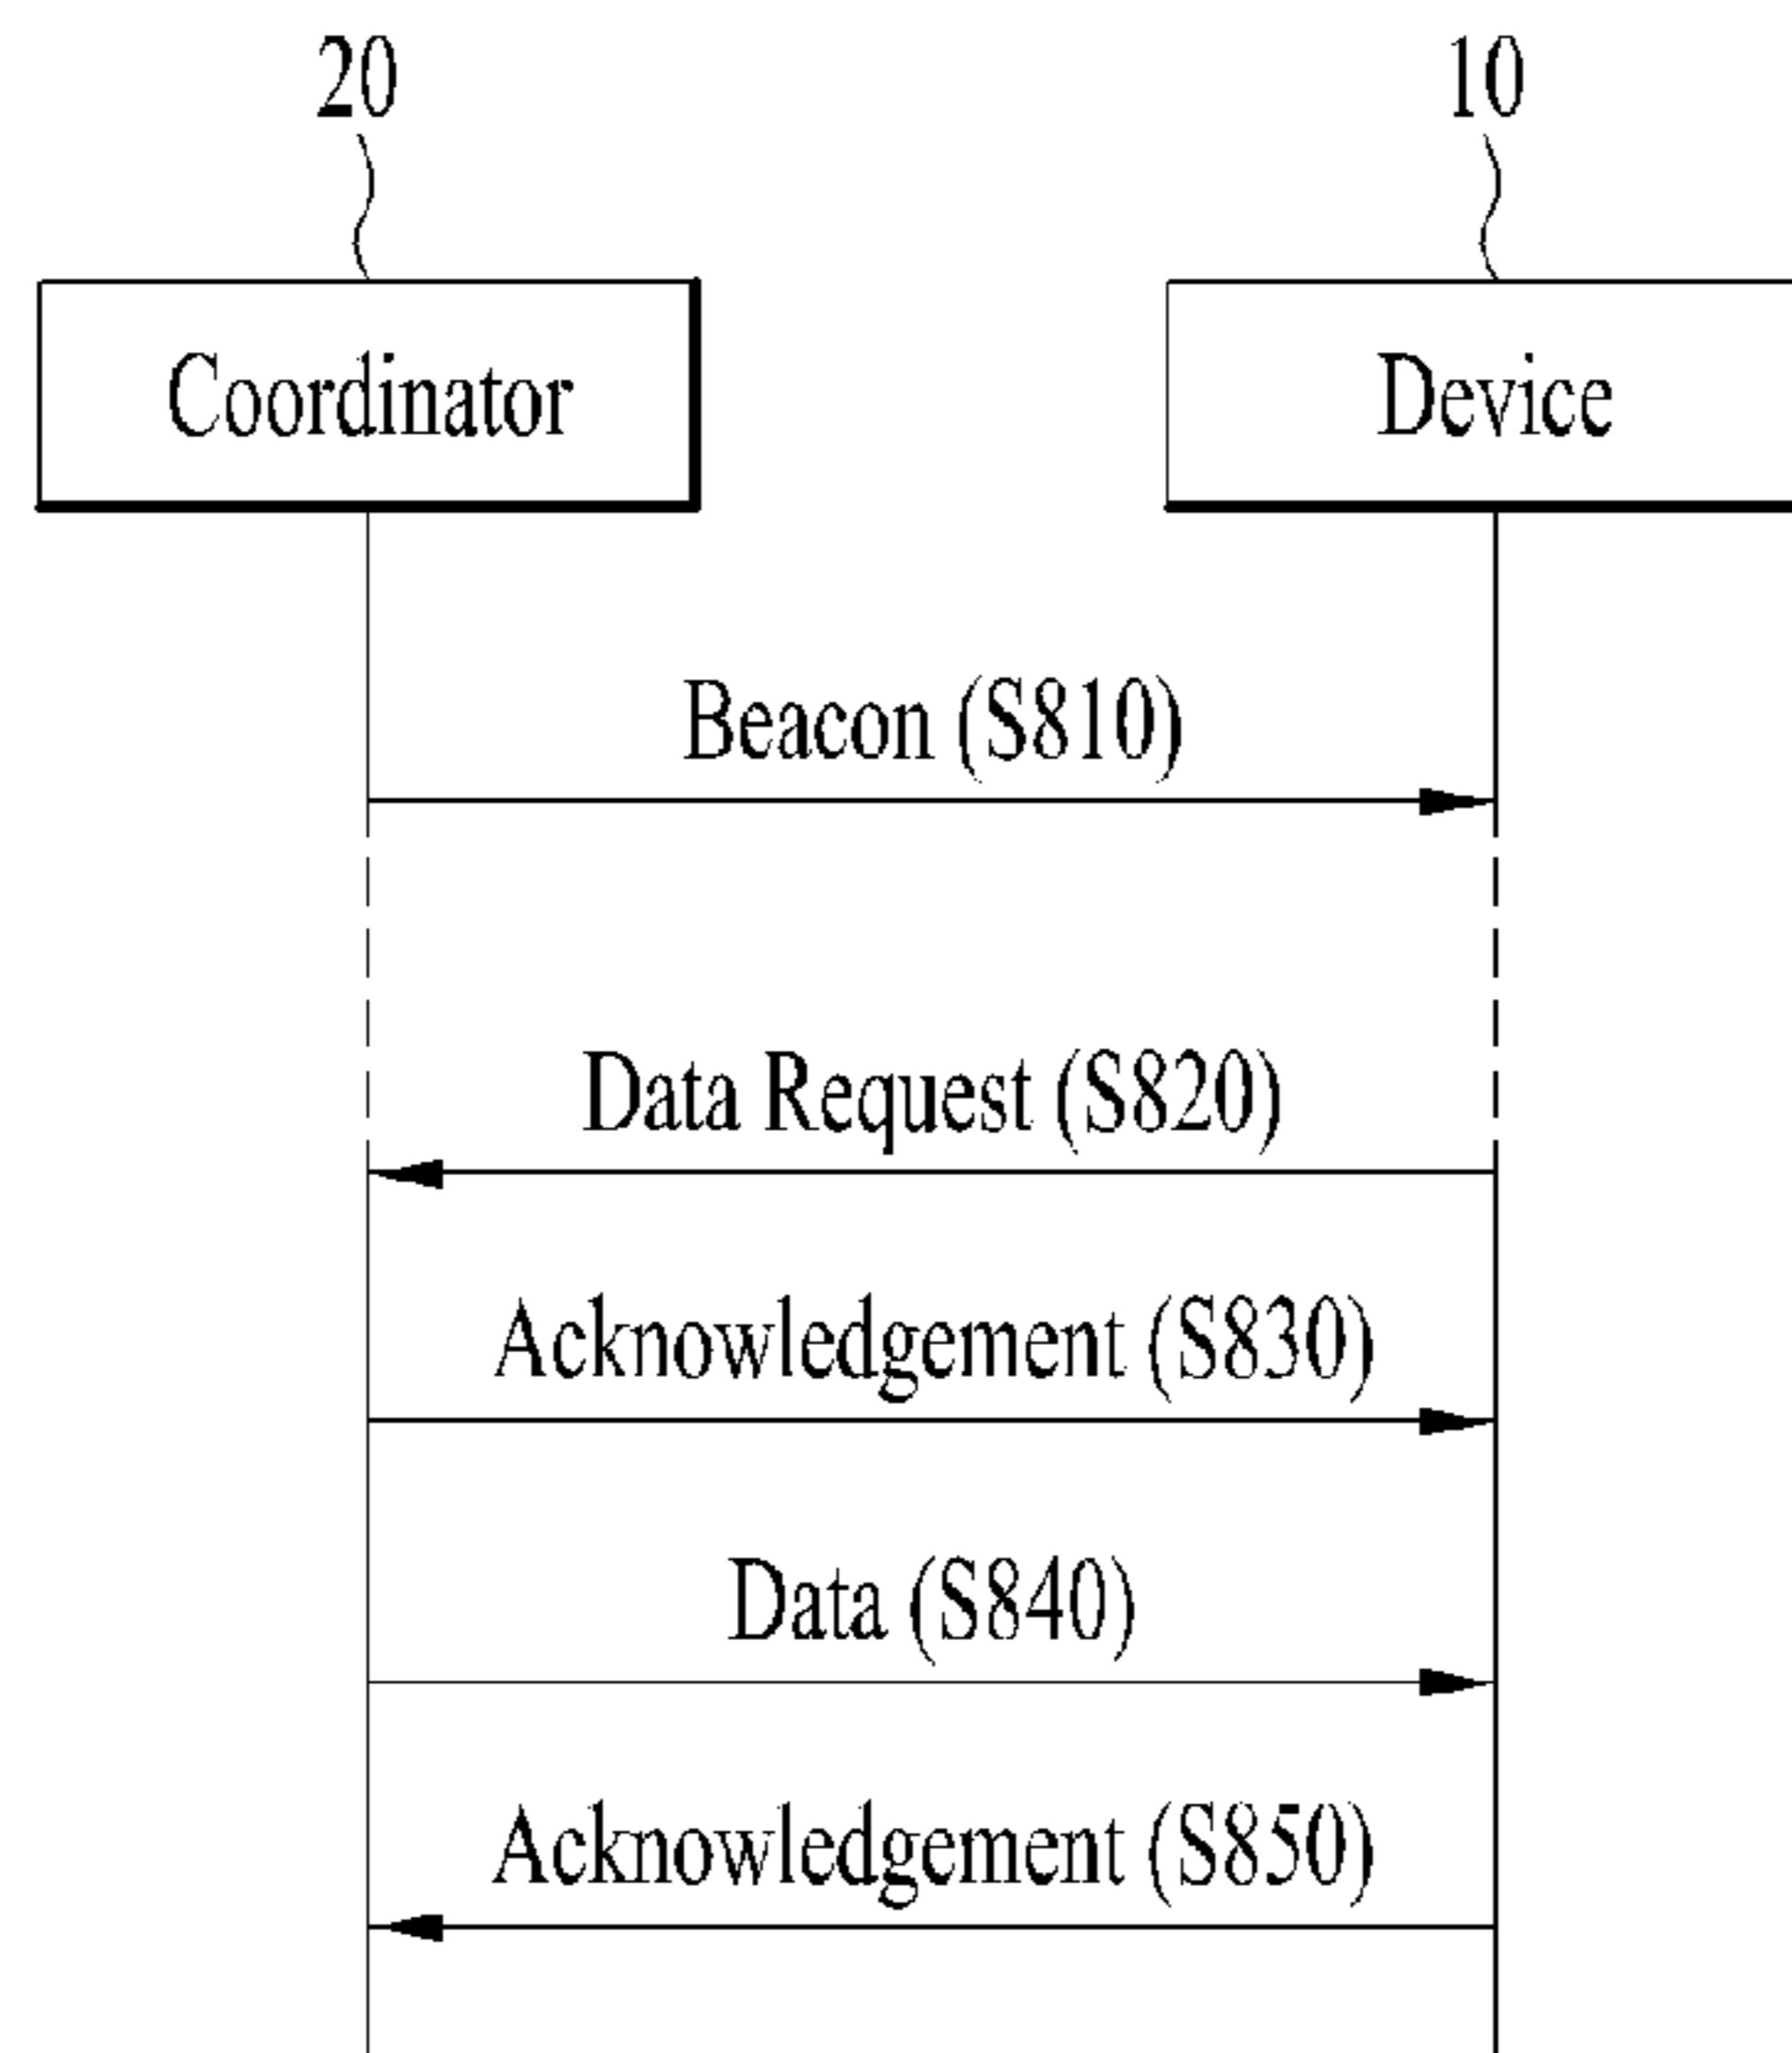 20
10
Coordinator
Device
Beacon (S810)
Data Request (S820)
Acknowledgement (S830)
Data (S840)
Acknowledgement (S850)